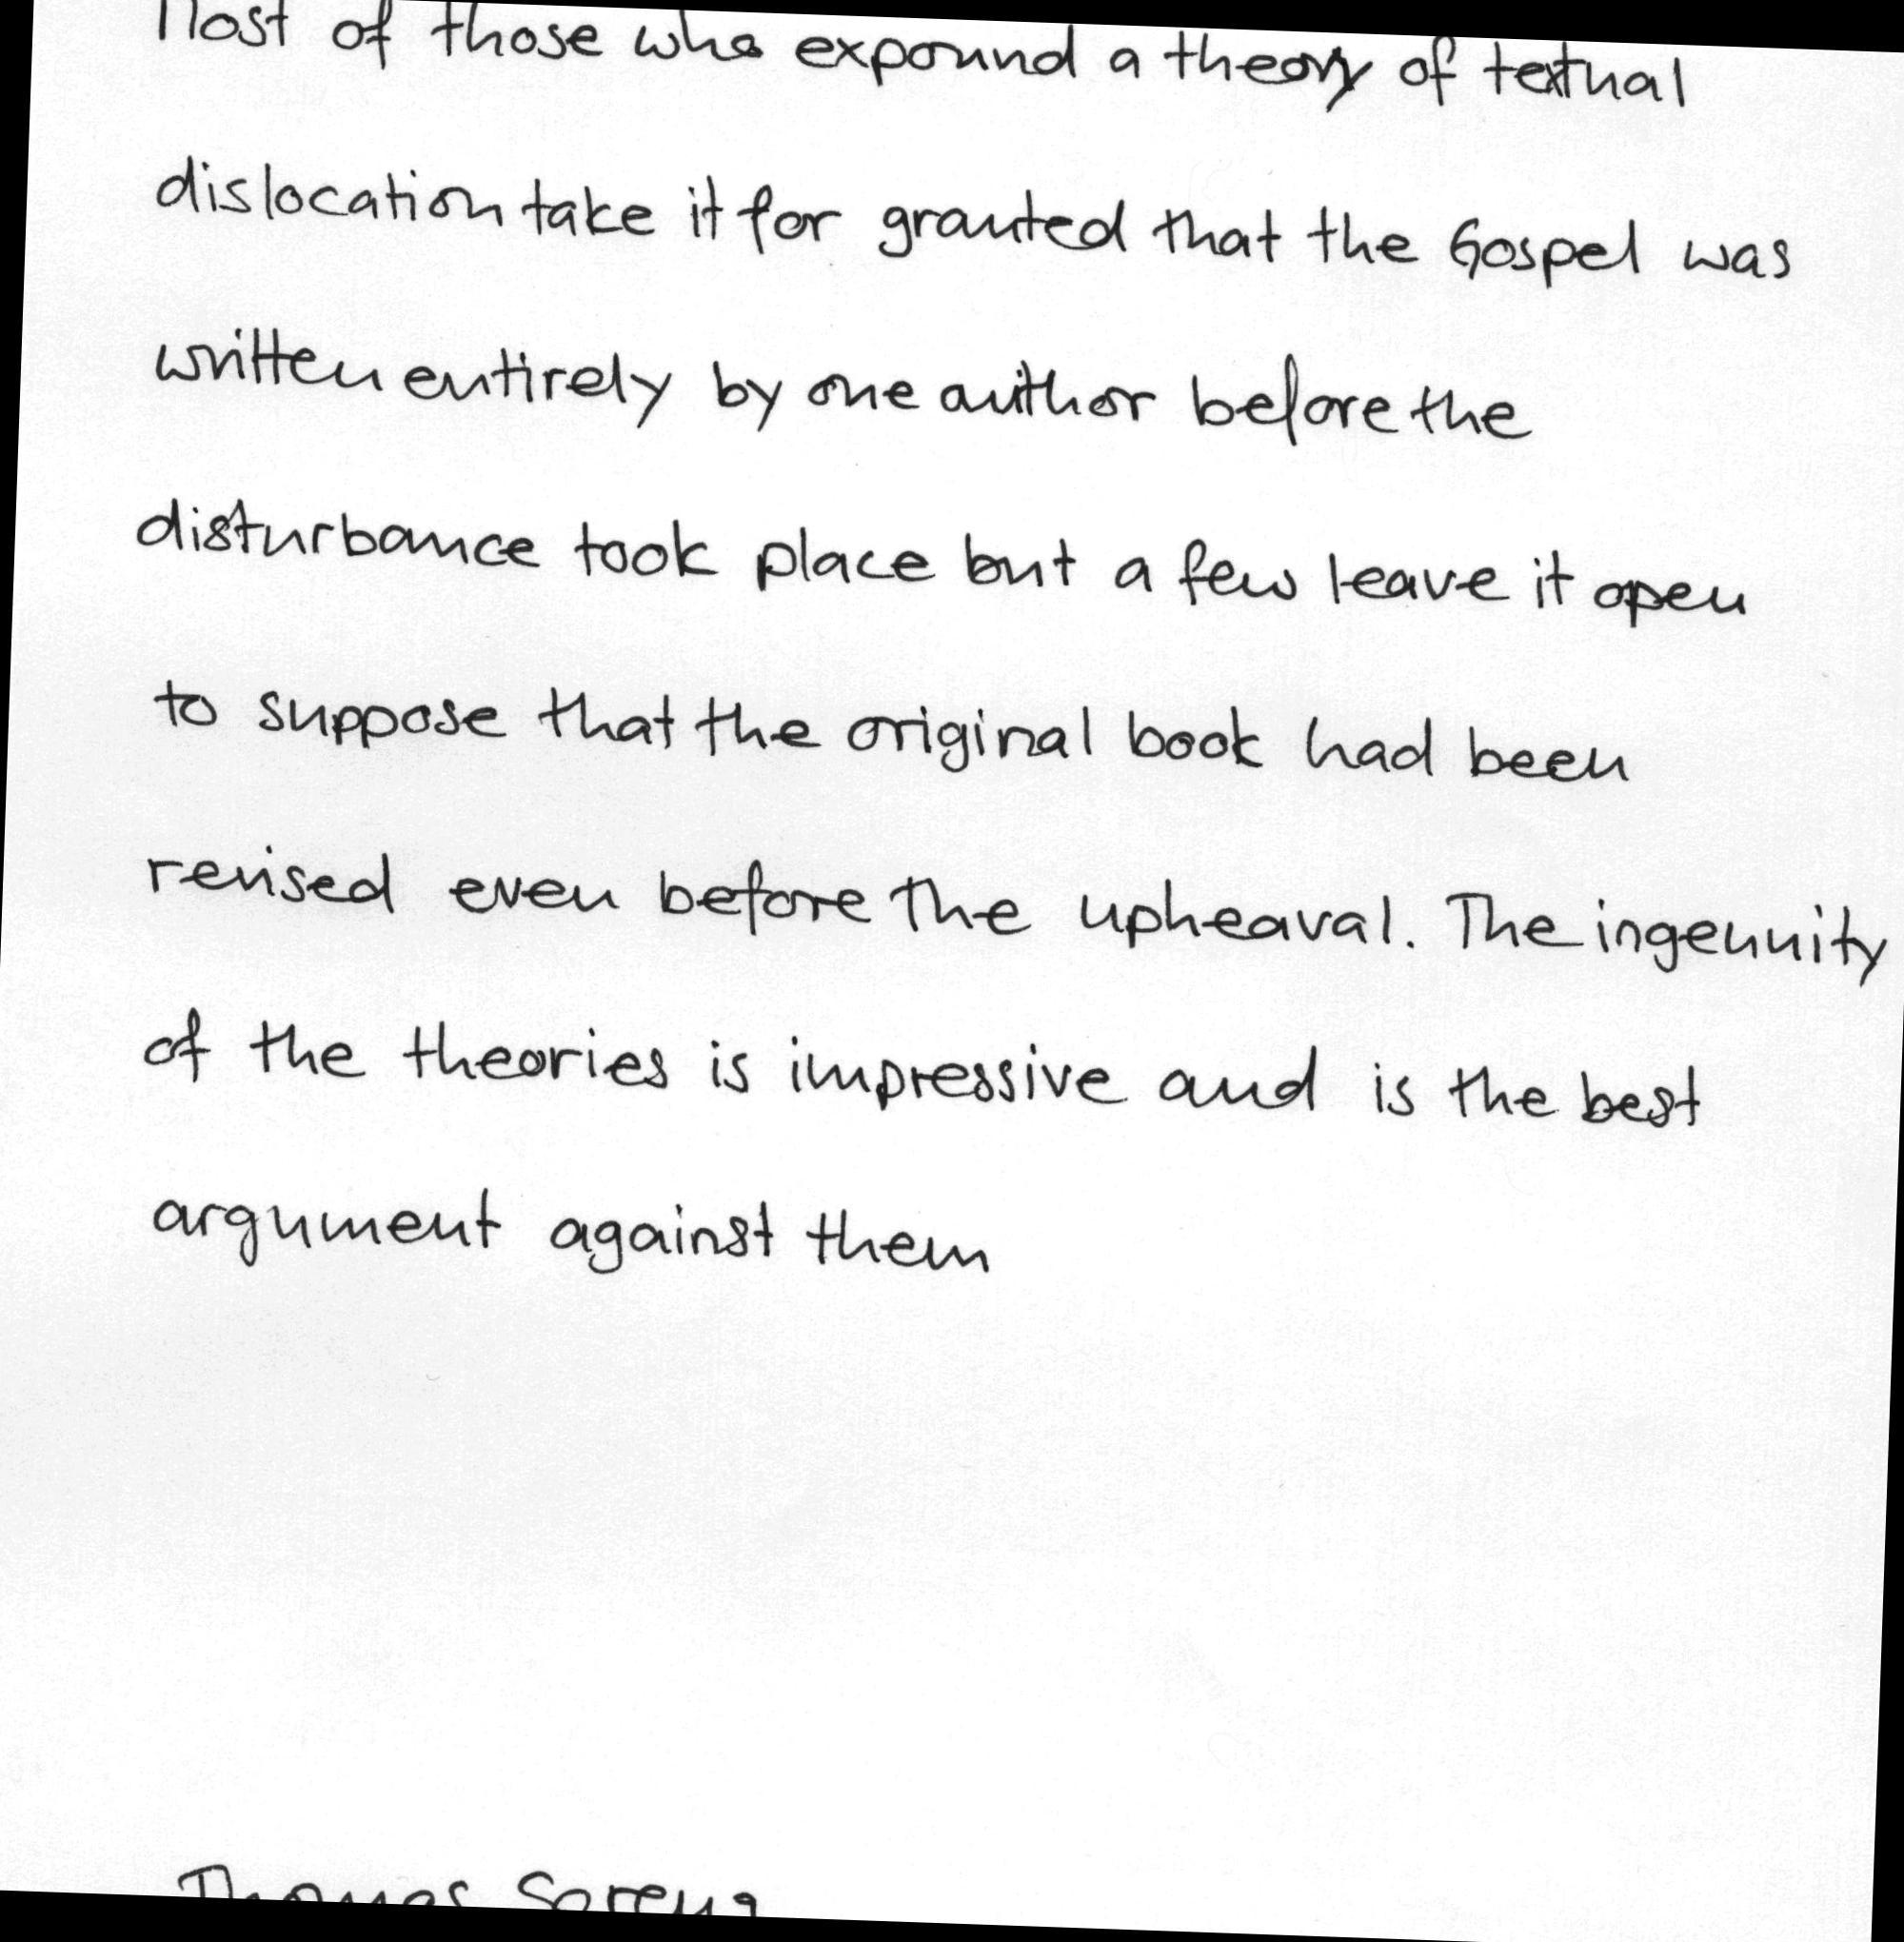 Most of those who expound a theory of textual
dislocation take it for granted that the Gospel was
written entirely by one author before the
disturbance took place but a few leave it open
to suppose that the original book had been
revised even before the upheaval. The ingenuity
of the theories is impressive and is the best
argument against them
Thomas